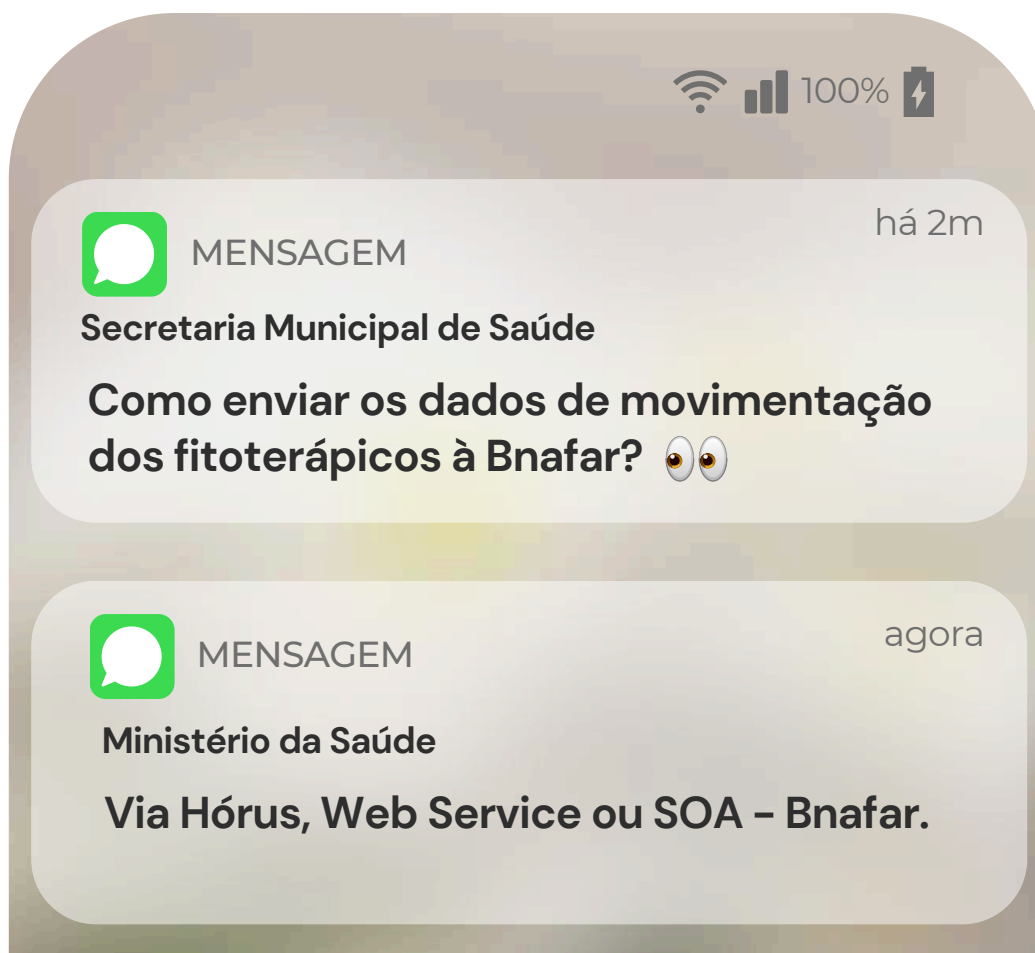 100%
há 2m
MENSAGEM
Secretaria Municipal de Saúde
Como enviar os dados de movimentação
dos fitoterápicos à Bnafar? 👀
agora
MENSAGEM
Ministério da Saúde
Via Hórus, Web Service ou SOA – Bnafar.